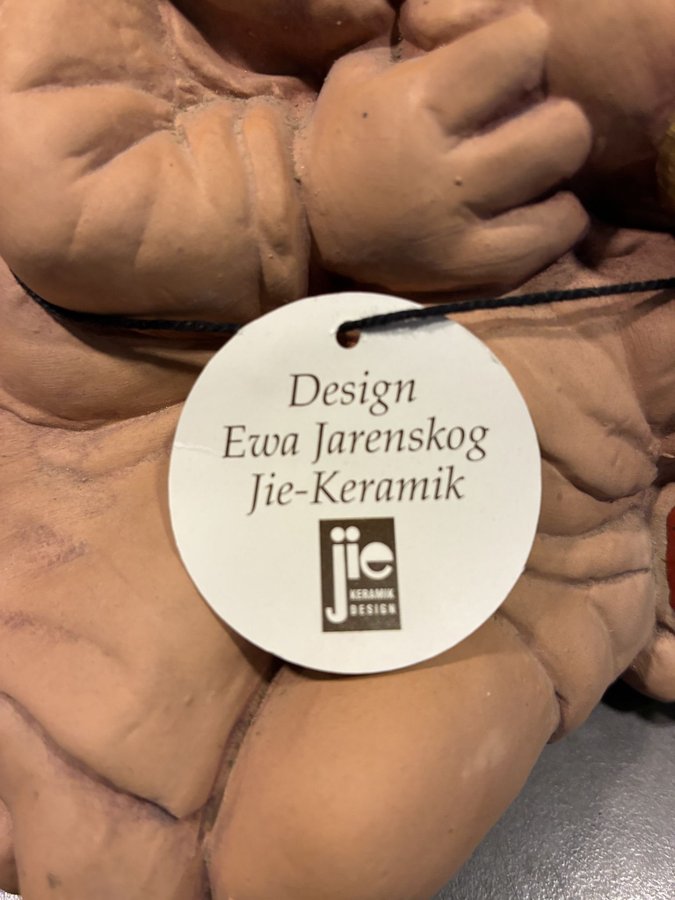 Design
Ewa Jarenskog
Jie-Keramik
jie
KERAMIK
DESIGN